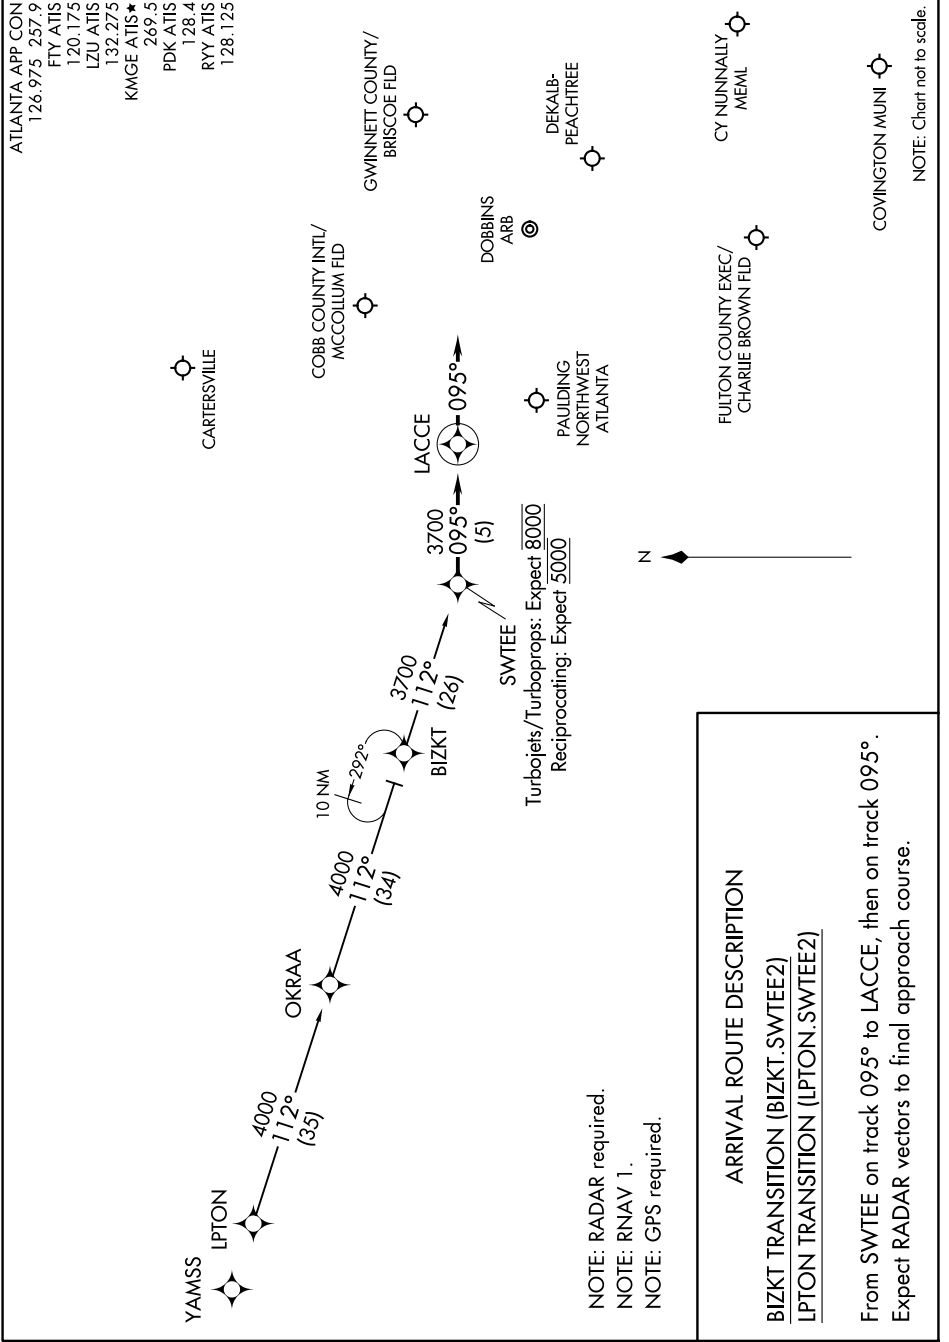 ATLANTA APP CON
126.975 257.9
FTY ATIS
120.175
LZU ATIS
132.275
KMGE ATIS★
269.5
PDK ATIS
128.4
RYY ATIS
128.125
CARTERSVILLE
COBB COUNTY INTL/
MCCOLLUM FLD
GWINNETT COUNTY/
BRISCOE FLD
DOBBINS
ARB
DEKALB-
PEACHTREE
CY NUNNALLY
MEML
PAULDING
NORTHWEST
ATLANTA
FULTON COUNTY EXEC/
CHARLIE BROWN FLD
COVINGTON MUNI
NOTE: Chart not to scale.
YAMSS
LPTON
4000
112°
(35)
OKRAA
4000
112°
(34)
10 NM
292°
BIZKT
3700
112°
(26)
SWTEE
Turbojets/Turboprops: Expect 8000
Reciprocating: Expect 5000
3700
095°
(5)
LACCE
095°
N
NOTE: RADAR required.
NOTE: RNAV 1.
NOTE: GPS required.
ARRIVAL ROUTE DESCRIPTION
BIZKT TRANSITION (BIZKT.SWTEE2)
LPTON TRANSITION (LPTON.SWTEE2)
From SWTEE on track 095° to LACCE, then on track 095°.
Expect RADAR vectors to final approach course.